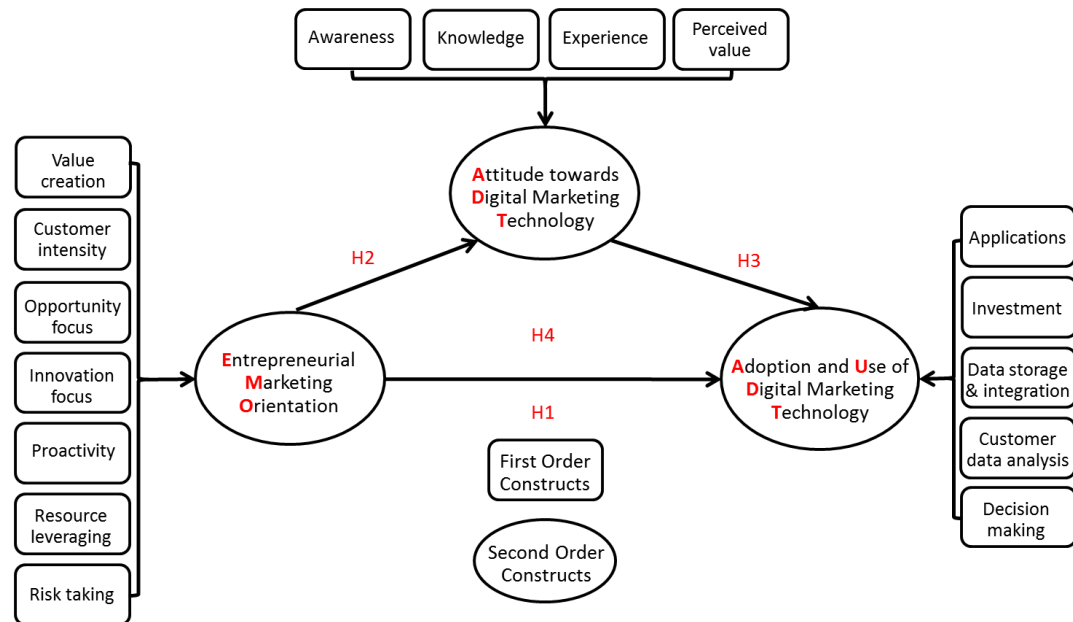 Awareness
Knowledge
Experience
Perceived
value
Attitude towards
Digital Marketing
Technology
Value
creation
Customer
intensity
Opportunity
focus
Innovation
focus
Proactivity
Resource
leveraging
Risk taking
H2
H3
H4
H1
Entrepreneurial
Marketing
Orientation
Adoption and Use of
Digital Marketing
Technology
Applications
Investment
Data storage
& integration
Customer
data analysis
Decision
making
First Order
Constructs
Second Order
Constructs